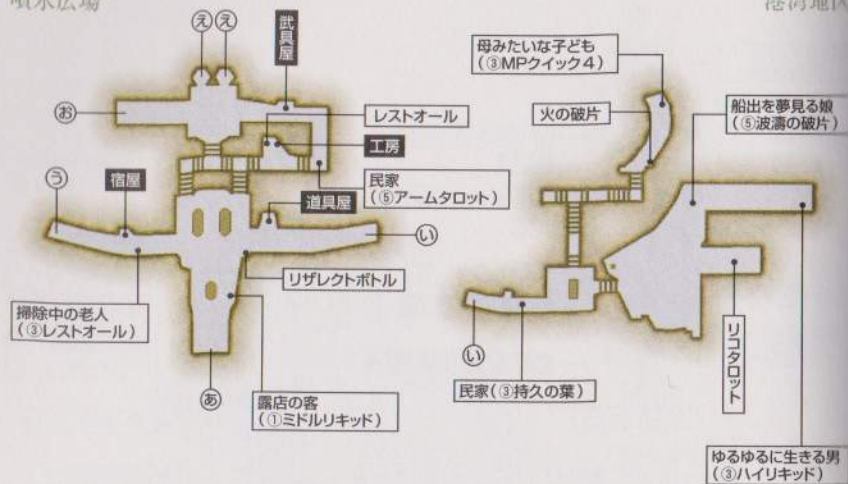 噴水広場
え
え
武具屋
お
レストオール
工房
民家
(⑤アームタロット)
う
宿屋
道具屋
い
リザレクトボトル
掃除中の老人
(③レストオール)
あ
露店の客
(①ミドルリキッド)
港湾地区
母みたいな子ども
(③MPクイック4)
火の破片
船出を夢見る娘
(⑤波濤の破片)
い
民家(③持久の葉)
リコタロット
ゆるゆるに生きる男
(③ハイリキッド)